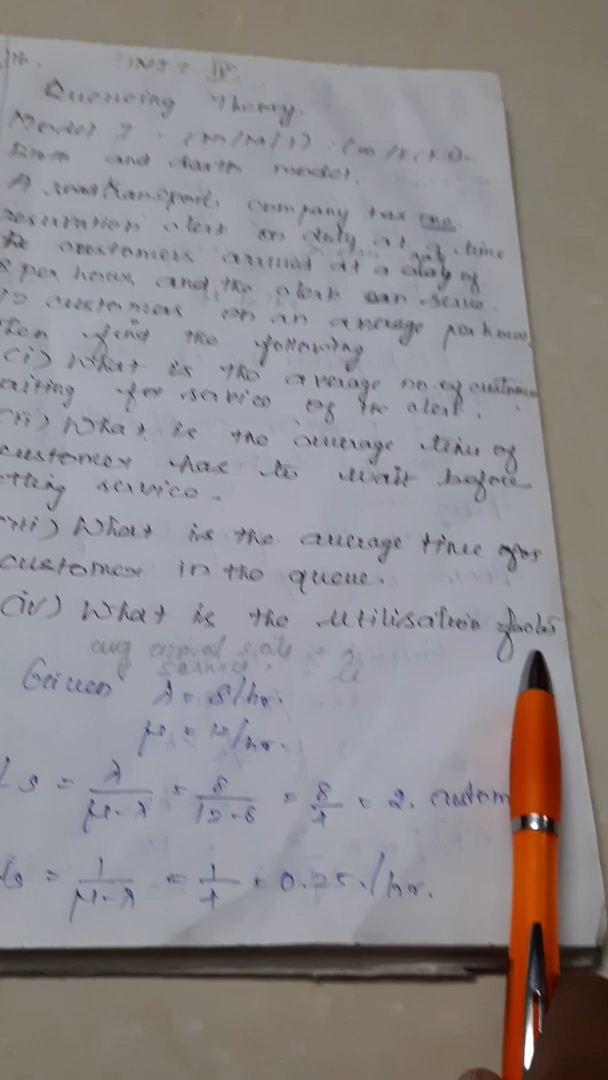 UNIT - IV.
Queueing Theory.
Model I - (M/M/1) : (∞/
and death model.
A roadtransport company has one
reservation clerk on duty at a time
The customers arrived at a
8 per hour and the clerk can serve
12 customers on an average per hour.
then find the following
(i) What is the average no. of customers
waiting for service of the clerk.
(ii) What is the average time of
customer has to wait before
getting service.
(iii) What is the average time of
customer in the queue.
(iv) What is the utilisation factor
avg arrival rate = λ
service μ
Given λ = 8/hr.
μ = 12/hr.
Ls = λ/(μ-λ) = 8/(12-8) = 8/4 = 2. custom
Ws = 1/(μ-λ) = 1/4 = 0.25./hr.